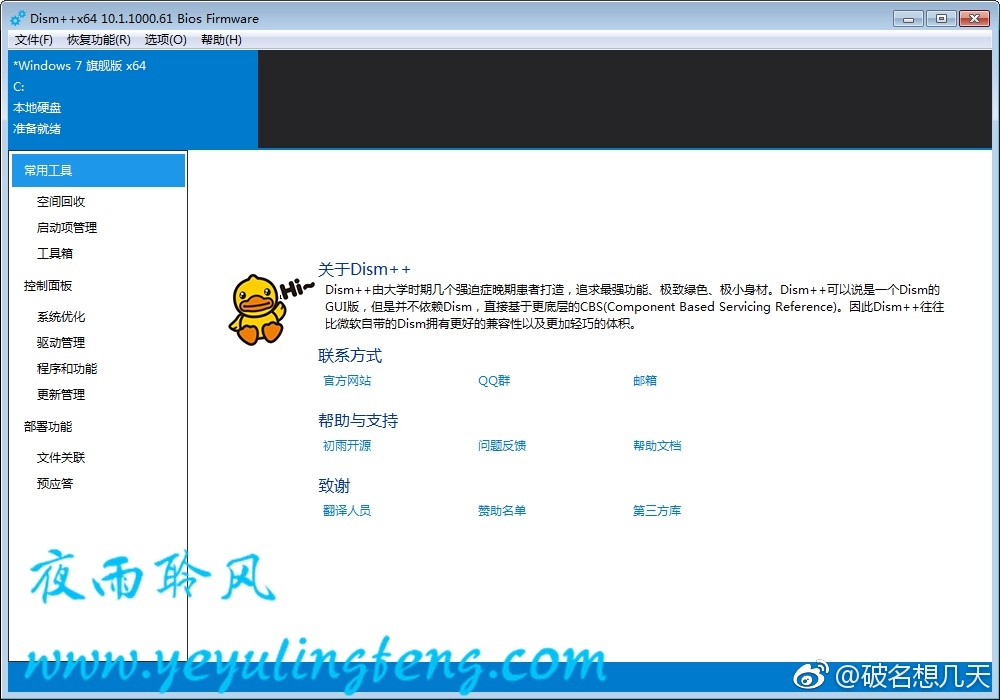 Dism++x64 10.1.1000.61 Bios Firmware
文件(F) 恢复功能(R) 选项(O) 帮助(H)
*Windows 7 旗舰版 x64
C:
本地硬盘
准备就绪
常用工具
空间回收
启动项管理
工具箱
控制面板
系统优化
驱动管理
程序和功能
更新管理
部署功能
文件关联
预应答
Hi~
关于Dism++
Dism++由大学时期几个强迫症晚期患者打造，追求最强功能、极致绿色、极小身材。Dism++可以说是一个Dism的
GUI版，但是并不依赖Dism，直接基于更底层的CBS(Component Based Servicing Reference)。因此Dism++往往
比微软自带的Dism拥有更好的兼容性以及更加轻巧的体积。
联系方式
官方网站 QQ群 邮箱
帮助与支持
初雨开源 问题反馈 帮助文档
致谢
翻译人员 赞助名单 第三方库
夜雨聆风
www.yeyulingfeng.com
@破名想几天